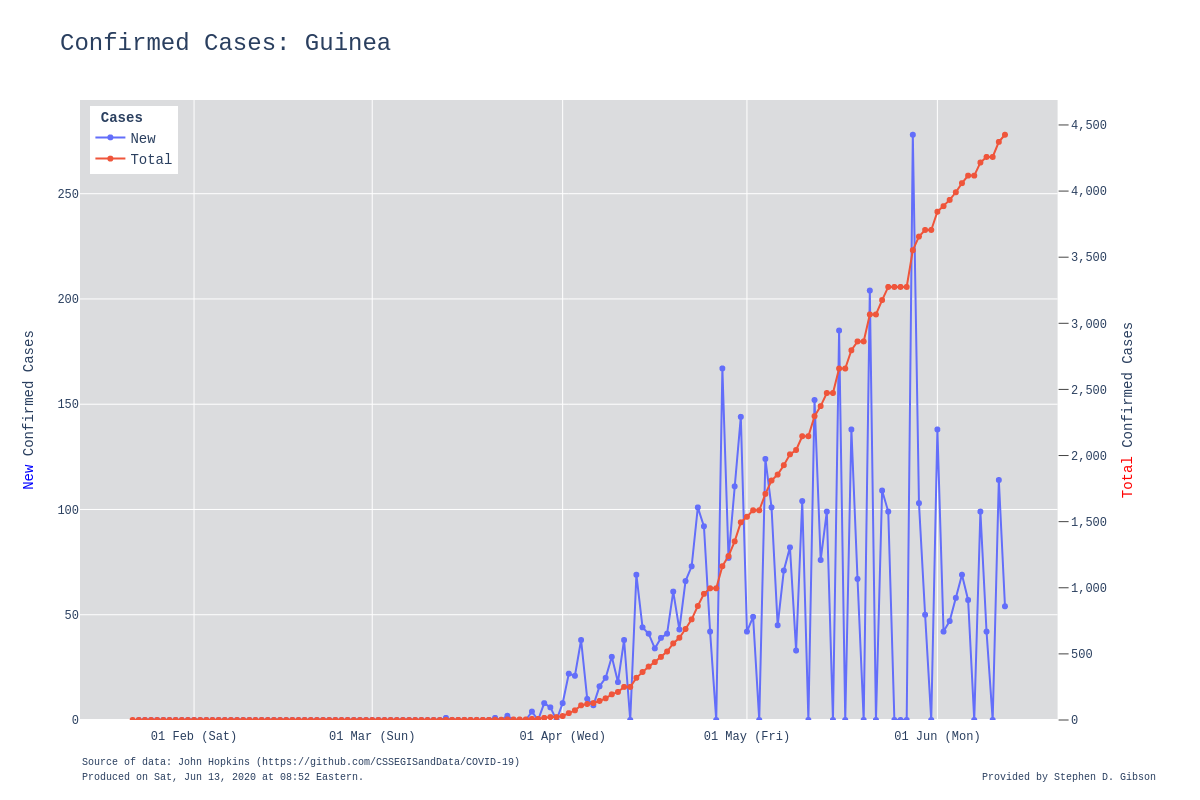 Confirmed Cases: Guinea
Cases
New
Total
250
200
150
100
50
0
4,500
4,000
3,500
3,000
2,500
2,000
1,500
1,000
500
0
New Confirmed Cases
Total Confirmed Cases
01 Feb (Sat) 01 Mar (Sun) 01 Apr (Wed) 01 May (Fri) 01 Jun (Mon)
Source of data: John Hopkins (https://github.com/CSSEGISandData/COVID-19)
Produced on Sat, Jun 13, 2020 at 08:52 Eastern.
Provided by Stephen D. Gibson